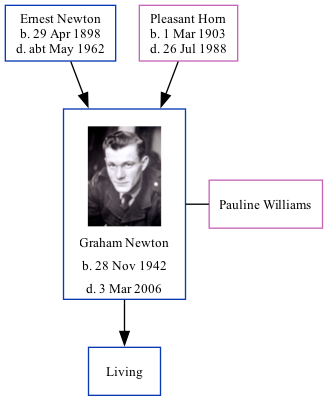 Ernest Newton
b. 29 Apr 1898
d. abt May 1962
Pleasant Horn
b. 1 Mar 1903
d. 26 Jul 1988
Graham Newton
b. 28 Nov 1942
d. 3 Mar 2006
Pauline Williams
Living